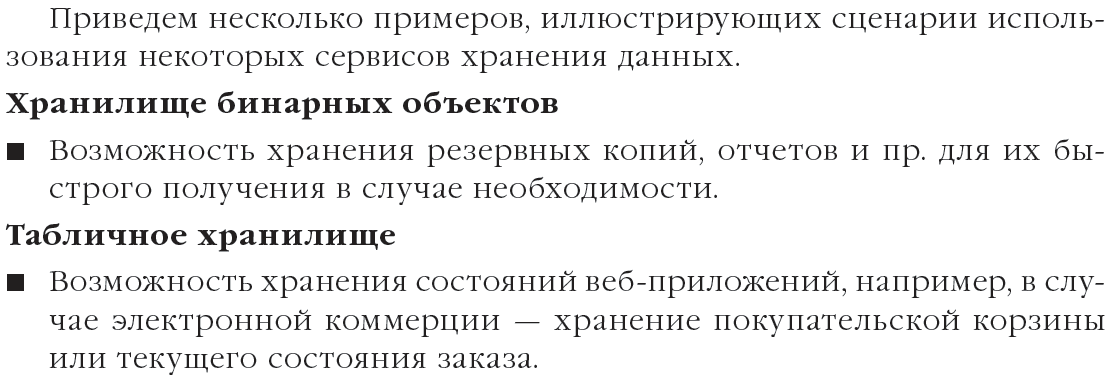 Приведем несколько примеров, иллюстрирующих сценарии исполь-
зования некоторых сервисов хранения данных.
Хранилище бинарных объектов
■ Возможность хранения резервных копий, отчетов и пр. для их бы-
строго получения в случае необходимости.
Табличное хранилище
■ Возможность хранения состояний веб-приложений, например, в слу-
чае электронной коммерции — хранение покупательской корзины
или текущего состояния заказа.